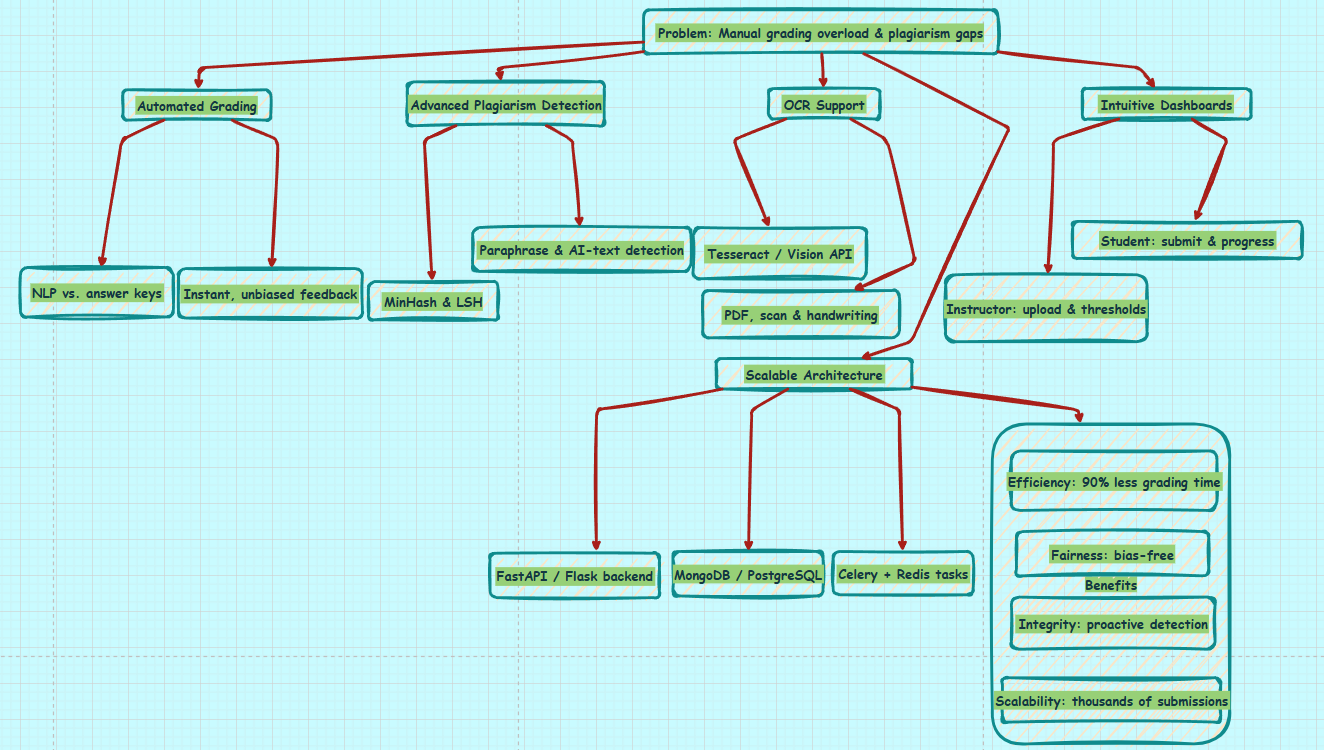 Problem: Manual grading overload & plagiarism gaps
Automated Grading
Advanced Plagiarism Detection
OCR Support
Intuitive Dashboards
NLP vs. answer keys
Instant, unbiased feedback
MinHash & LSH
Paraphrase & AI-text detection
Tesseract / Vision API
PDF, scan & handwriting
Instructor: upload & thresholds
Student: submit & progress
Scalable Architecture
FastAPI / Flask backend
MongoDB / PostgreSQL
Celery + Redis tasks
Efficiency: 90% less grading time
Fairness: bias-free
Benefits
Integrity: proactive detection
Scalability: thousands of submissions